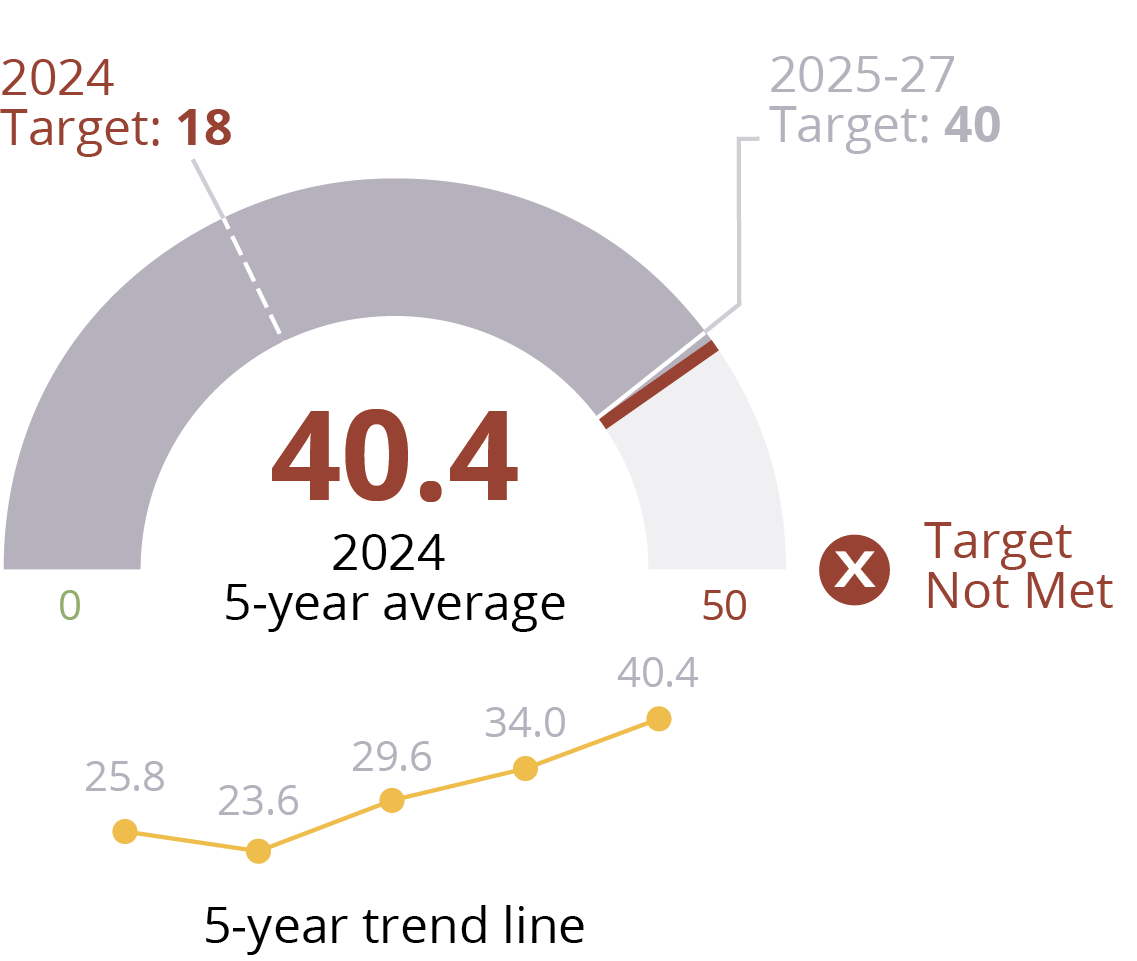 2024
Target: 18
2025-27
Target: 40
40.4
2024
5-year average
0
50
X
Target
Not Met
25.8
23.6
29.6
34.0
40.4
5-year trend line